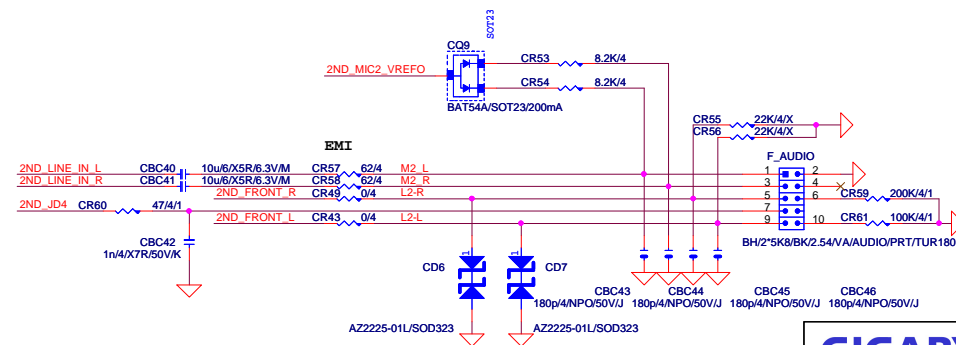 SOT23
CQ9
2ND_MIC2_VREFO
CR53 8.2K/4
CR54 8.2K/4
BAT54A/SOT23/200mA
CR55 22K/4/X
CR56 22K/4/X
EMI
F_AUDIO
2ND_LINE_IN_L CBC40 10u/6/X5R/6.3V/M CR57 62/4 M2_L 1 2
2ND_LINE_IN_R CBC41 10u/6/X5R/6.3V/M CR58 62/4 M2_R 3 4
2ND_FRONT_R CR49 0/4 L2-R 5 6 CR59 200K/4/1
2ND_JD4 CR60 47/4/1 7
2ND_FRONT_L CR43 0/4 L2-L 9 10 CR61 100K/4/1
CBC42
1n/4/X7R/50V/K
BH/2*5K8/BK/2.54/VA/AUDIO/PRT/TUR180
1 1
CD6 CD7
CBC43 CBC44 CBC45 CBC46
180p/4/NPO/50V/J 180p/4/NPO/50V/J 180p/4/NPO/50V/J 180p/4/NPO/50V/J
AZ2225-01L/SOD323 AZ2225-01L/SOD323